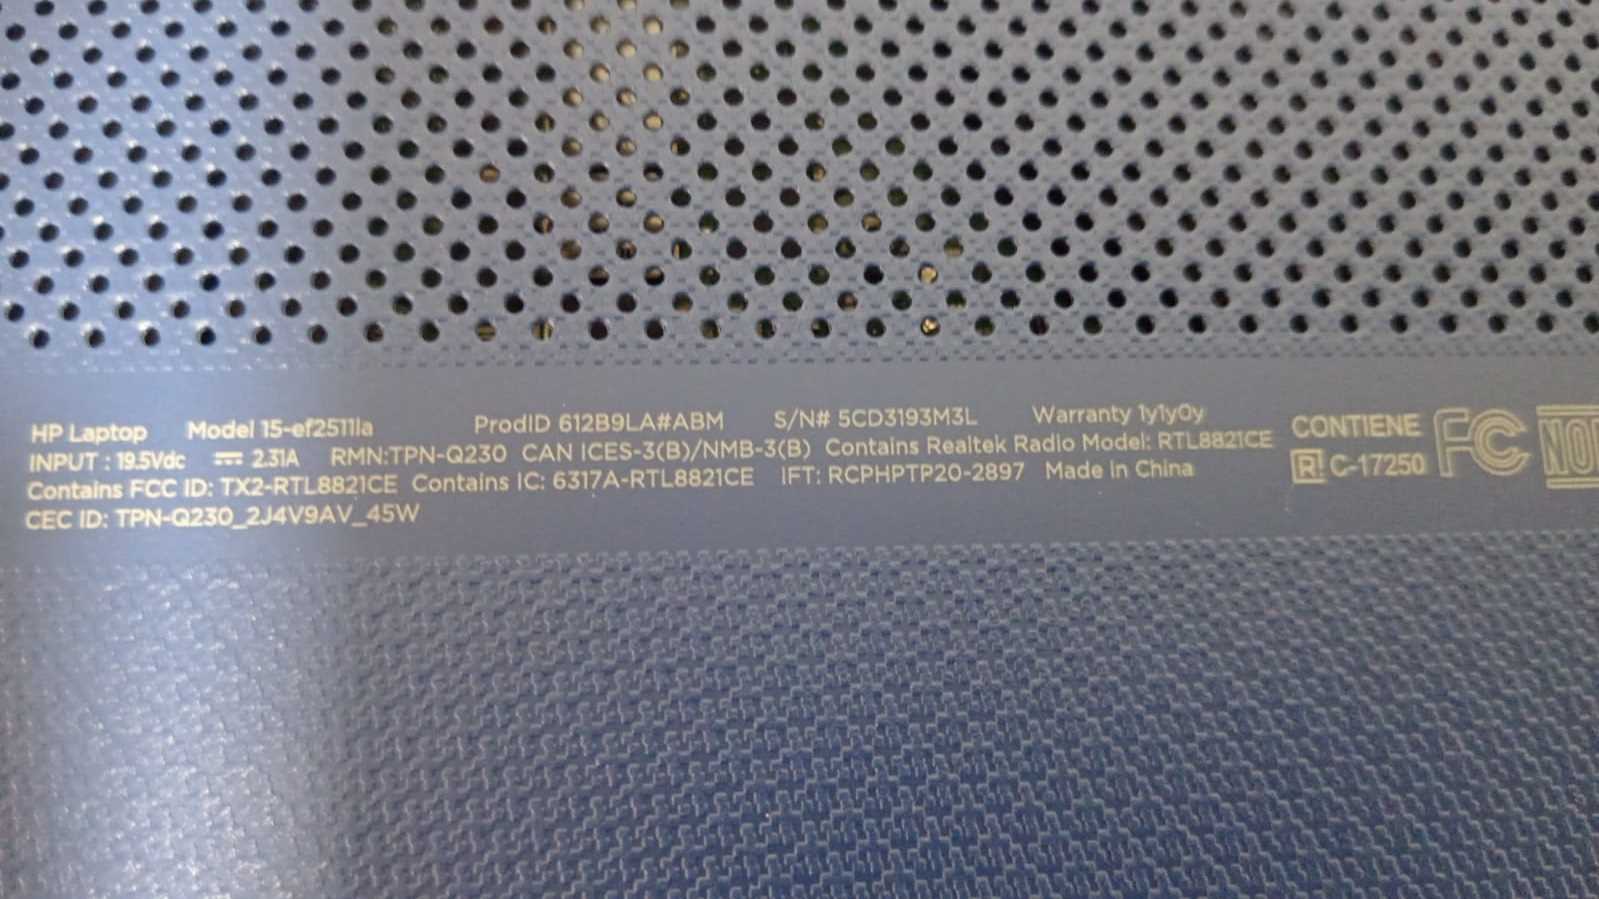 HP Laptop Model 15-ef2511la ProdID 612B9LA#ABM S/N# 5CD3193M3L Warranty 1y1y0y
INPUT : 19.5Vdc ⎓ 2.31A RMN:TPN-Q230 CAN ICES-3(B)/NMB-3(B) Contains Realtek Radio Model: RTL8821CE
Contains FCC ID: TX2-RTL8821CE Contains IC: 6317A-RTL8821CE IFT: RCPHPTP20-2897 Made in China
CEC ID: TPN-Q230_2J4V9AV_45W
CONTIENE
R! C-17250
FC